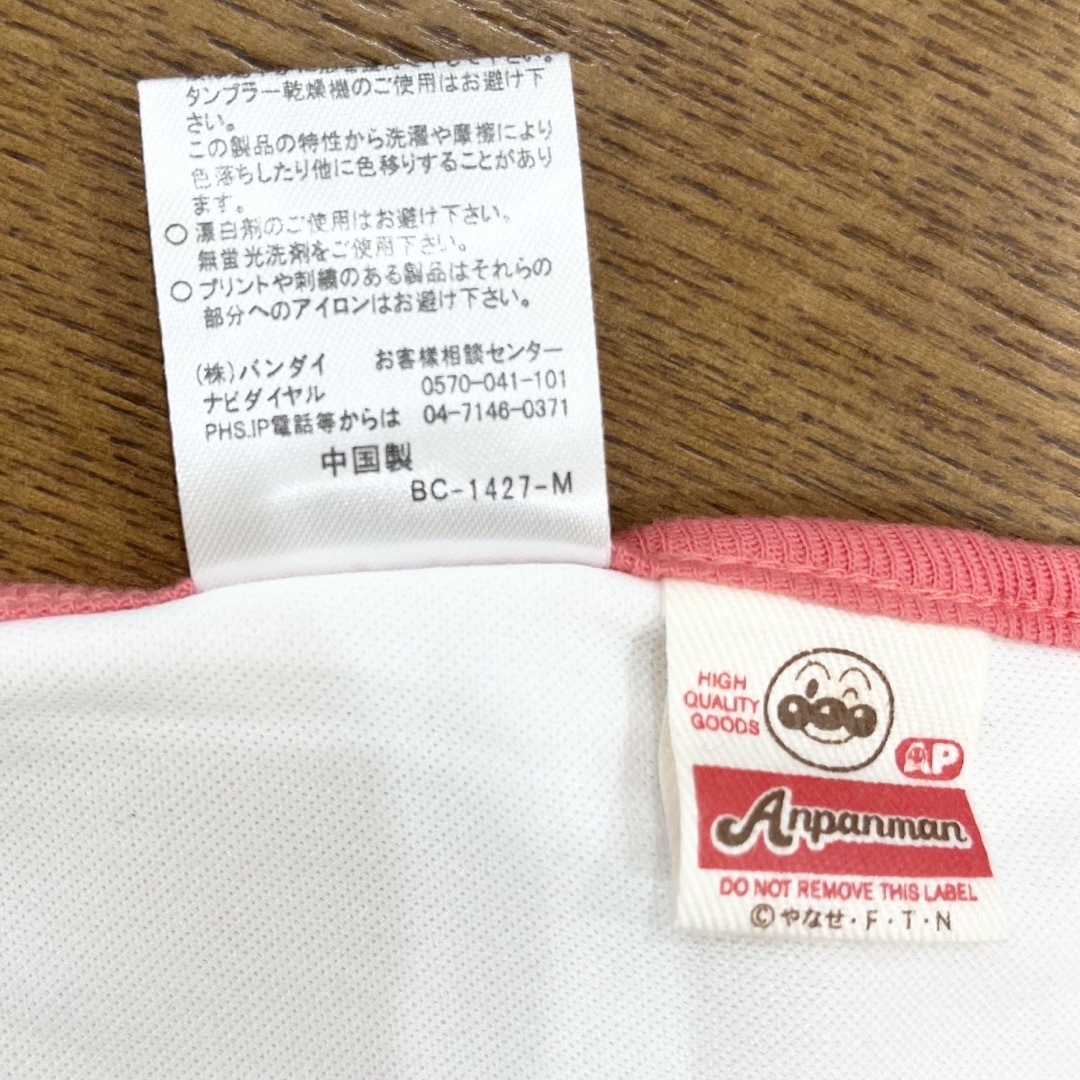 タンブラー乾燥機のご使用はお避け下
さい。
この製品の特性から洗濯や摩擦により
色落ちしたり他に色移りすることがあり
ます。
○ 漂白剤のご使用はお避け下さい。
無蛍光洗剤をご使用下さい。
○ プリントや刺繍のある製品はそれらの
部分へのアイロンはお避け下さい。
(株)バンダイ お客様相談センター
ナビダイヤル 0570-041-101
PHS.IP電話等からは 04-7146-0371
中国製
BC-1427-M
HIGH
QUALITY
GOODS
AP
Anpanman
DO NOT REMOVE THIS LABEL
©やなせ・F・T・N